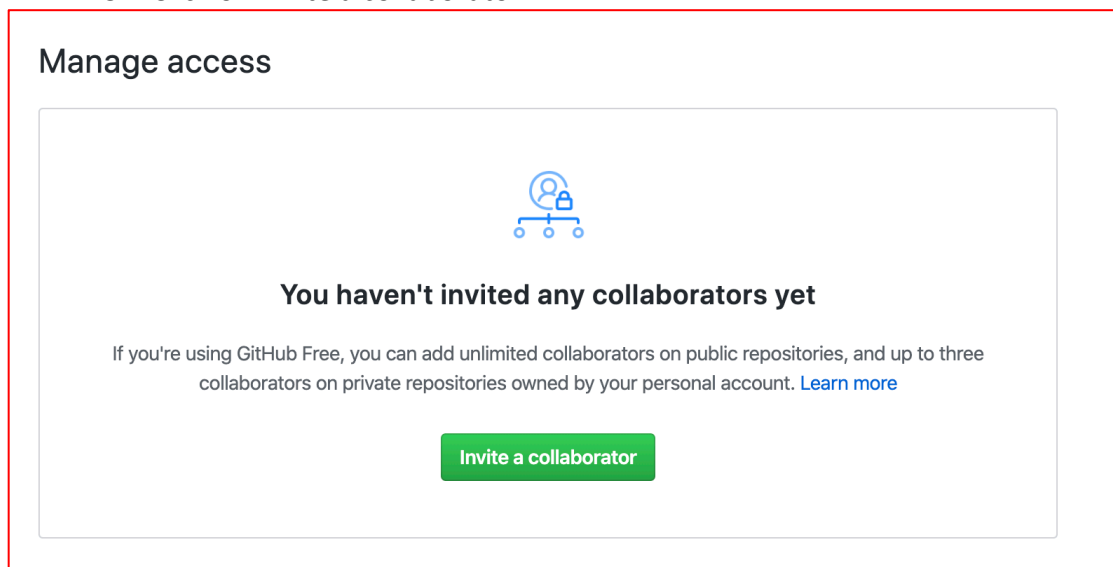 Manage access
You haven't invited any collaborators yet
If you're using GitHub Free, you can add unlimited collaborators on public repositories, and up to three
collaborators on private repositories owned by your personal account. Learn more
Invite a collaborator